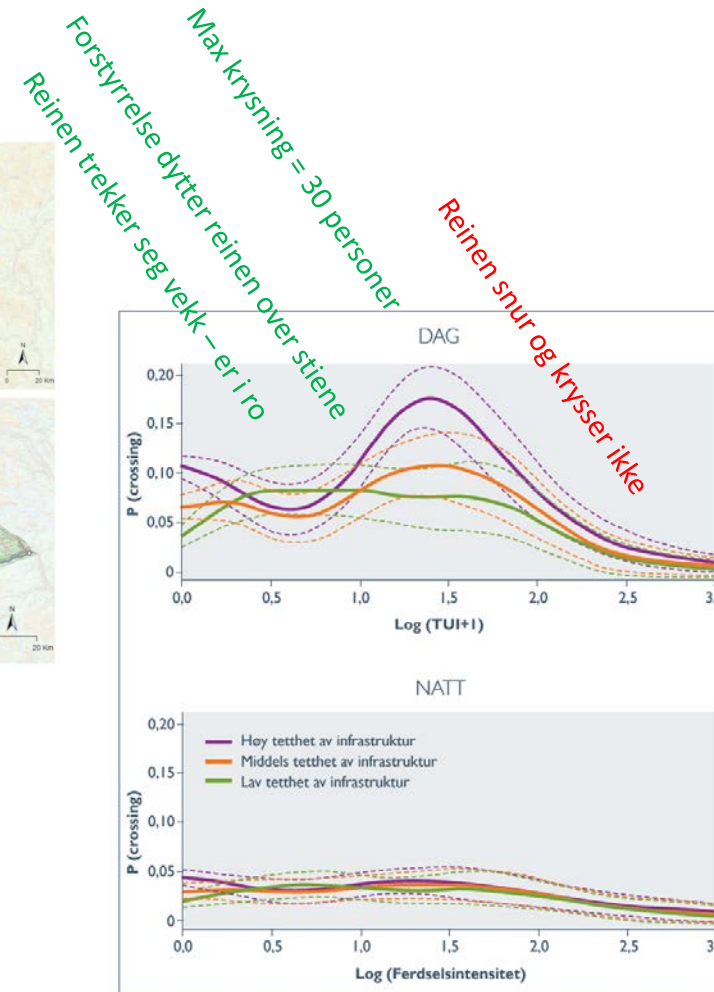 Max krysning = 30 personer
Forstyrrelse dytter reinen over stiene
Reinen trekker seg vekk – er i ro
Reinen snur og krysser ikke
N
0 20 Km
N
20 Km
DAG
P (crossing)
0,20
0,15
0,10
0,05
0
0,0 0,5 1,0 1,5 2,0 2,5 3
Log (TUI+1)
NATT
P (crossing)
0,20
0,15
0,10
0,05
0
Høy tetthet av infrastruktur
Middels tetthet av infrastruktur
Lav tetthet av infrastruktur
0,0 0,5 1,0 1,5 2,0 2,5 3
Log (Ferdselsintensitet)